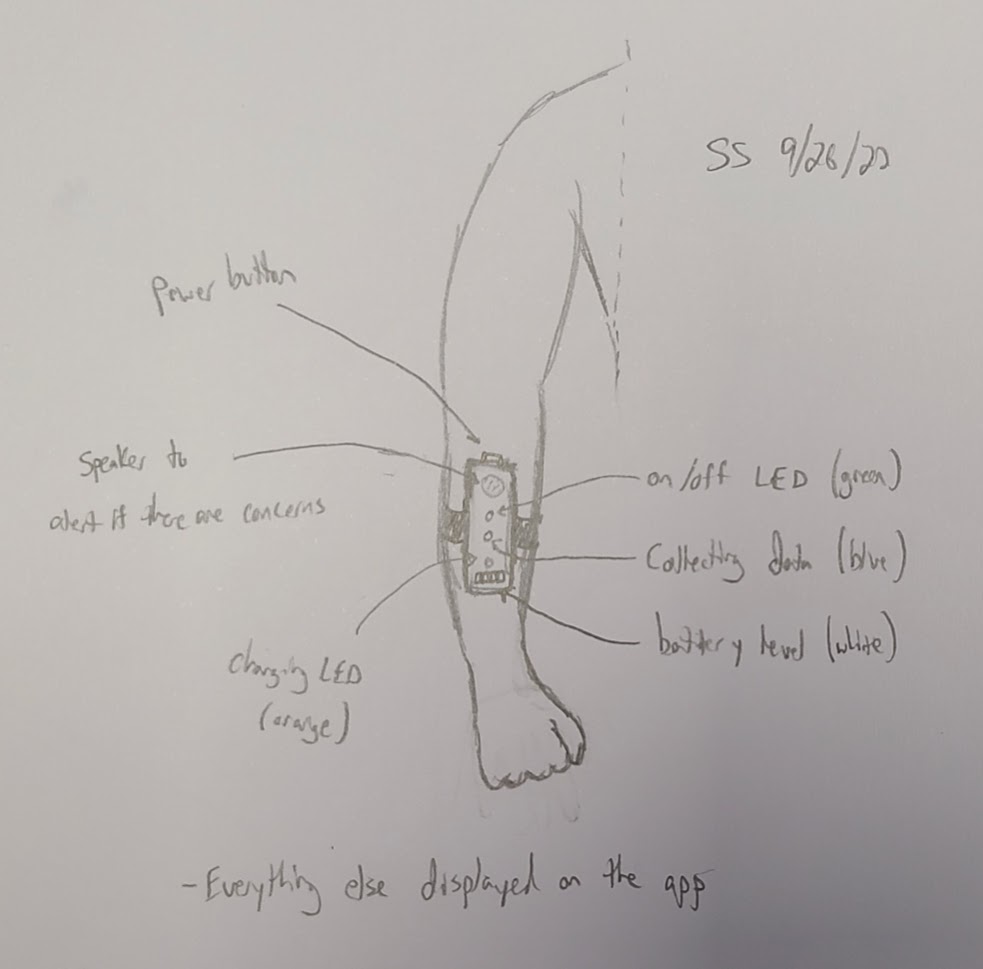 SS 9/26/22
Power button
Speaker to
alert if there are concerns
on/off LED (green)
Collecting data (blue)
battery level (white)
Charging LED
(orange)
- Everything else displayed on the app